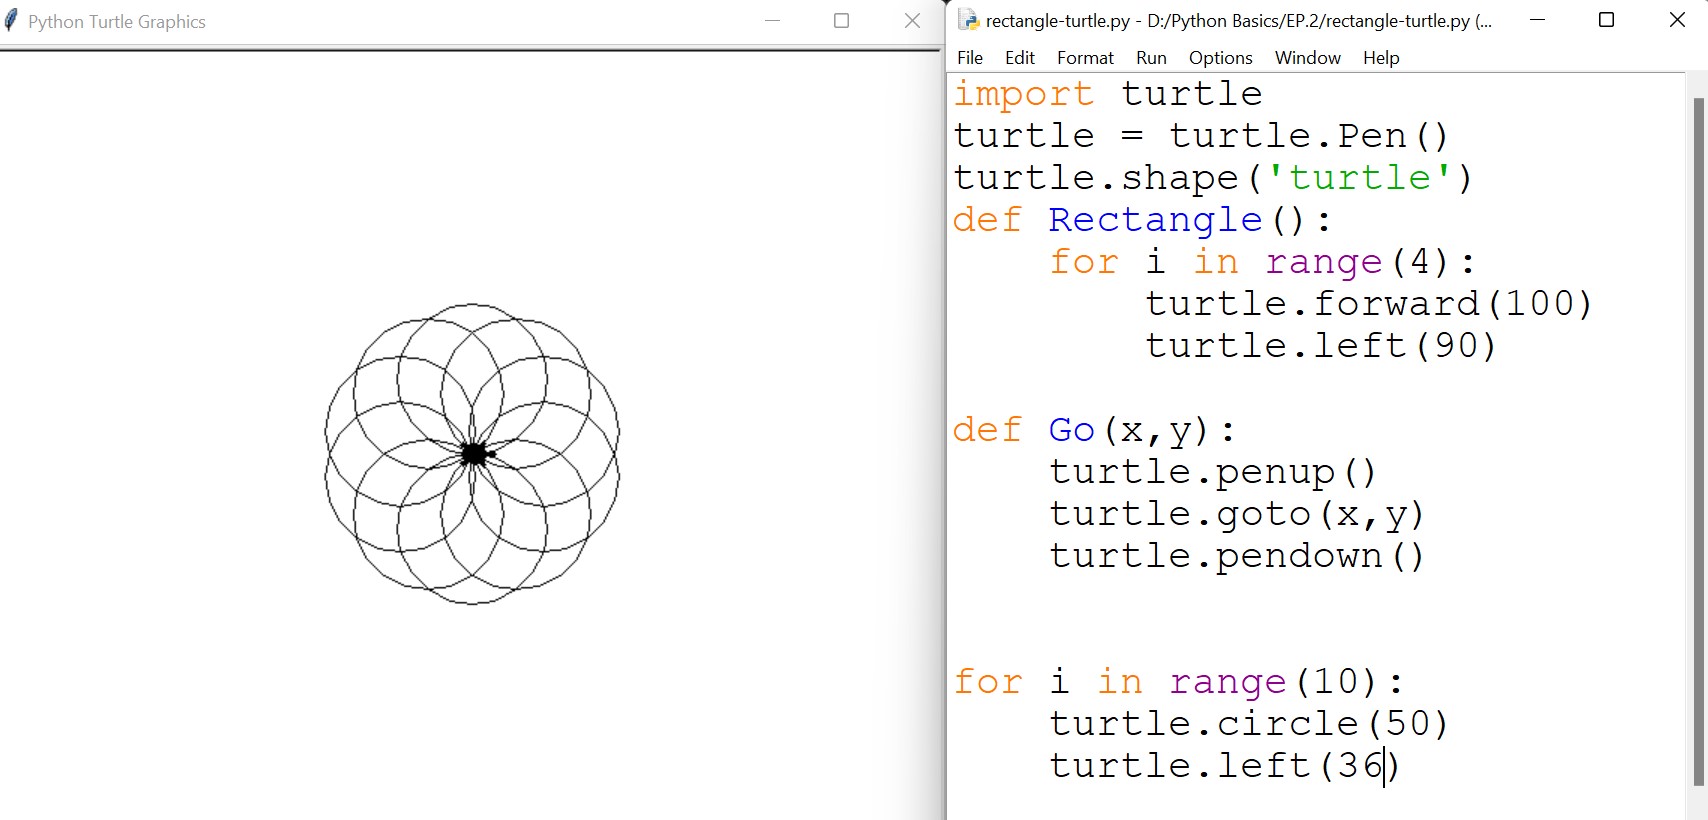 Python Turtle Graphics
rectangle-turtle.py - D:/Python Basics/EP.2/rectangle-turtle.py (...
File Edit Format Run Options Window Help
import turtle
turtle = turtle.Pen()
turtle.shape('turtle')
def Rectangle():
    for i in range(4):
        turtle.forward(100)
        turtle.left(90)
def Go(x,y):
    turtle.penup()
    turtle.goto(x,y)
    turtle.pendown()
for i in range(10):
    turtle.circle(50)
    turtle.left(36)